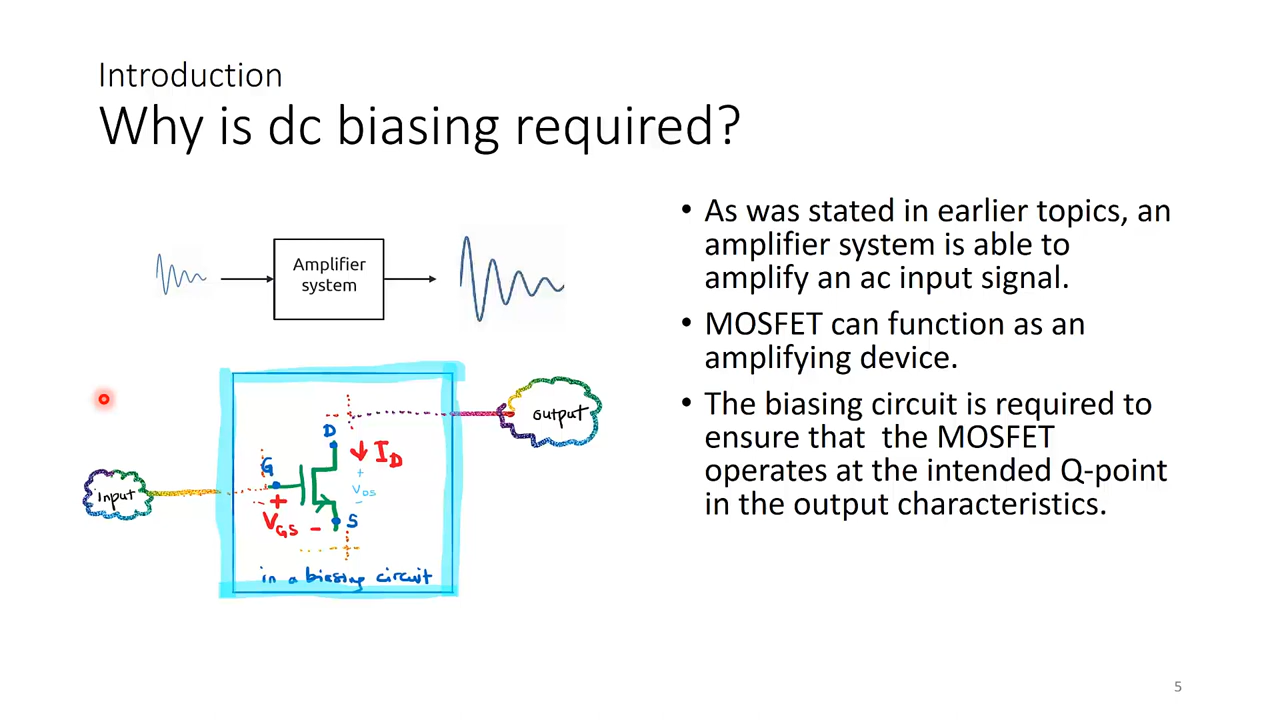 Introduction
Why is dc biasing required?
Amplifier
system
D
I_D
G
+
V_DS
-
+
V_GS -
S
in a biasing circuit
Input
Output
• As was stated in earlier topics, an
amplifier system is able to
amplify an ac input signal.
• MOSFET can function as an
amplifying device.
• The biasing circuit is required to
ensure that the MOSFET
operates at the intended Q-point
in the output characteristics.
5